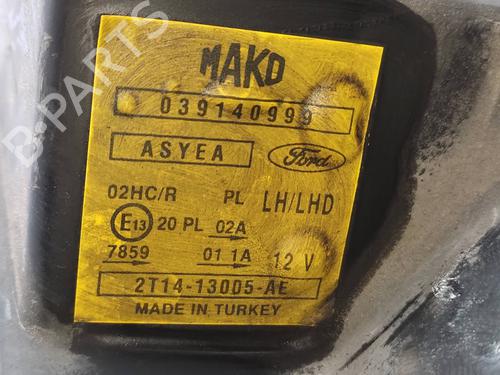 MAKO
039140999
ASYEA Ford
02HC/R PL LH/LHD
E13 20 PL 02A
7859 01 1A 12 V
2T14-13005-AE
MADE IN TURKEY
B-PARTS